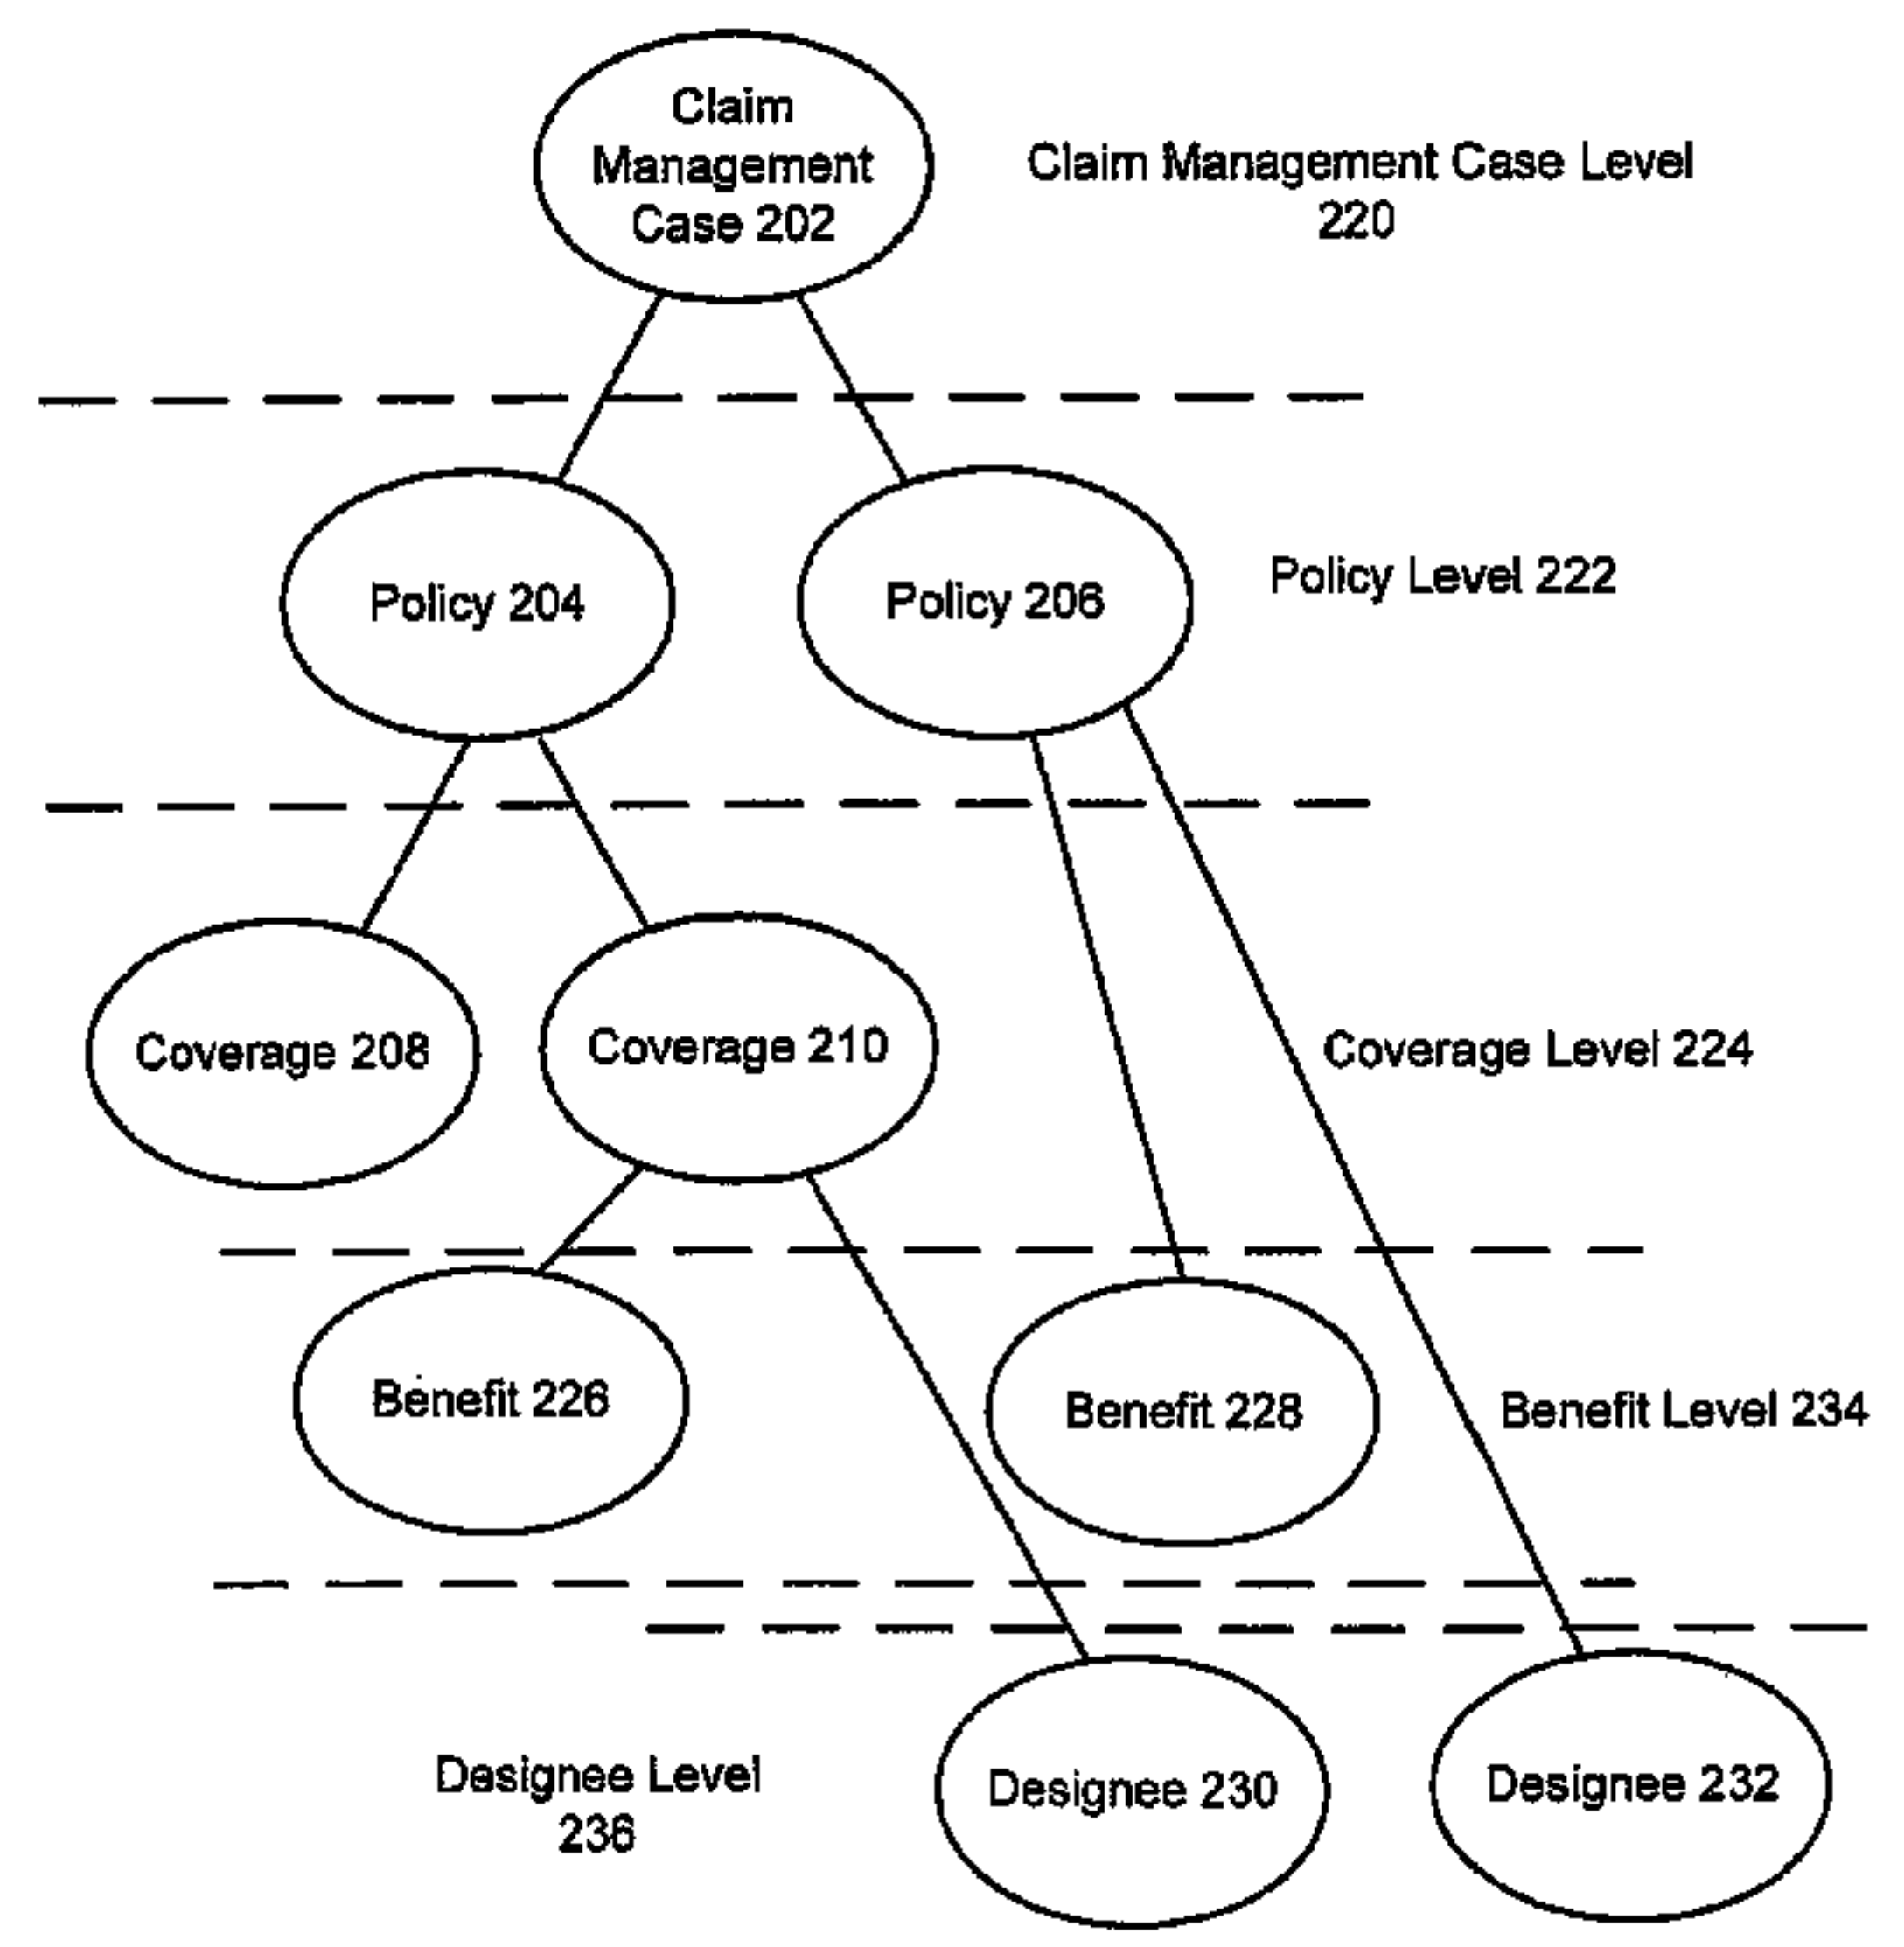 Claim
Management
Case 202
Claim Management Case Level
220
Policy 204
Policy 206
Policy Level 222
Coverage 208
Coverage 210
Coverage Level 224
Benefit 226
Benefit 228
Benefit Level 234
Designee Level
236
Designee 230
Designee 232